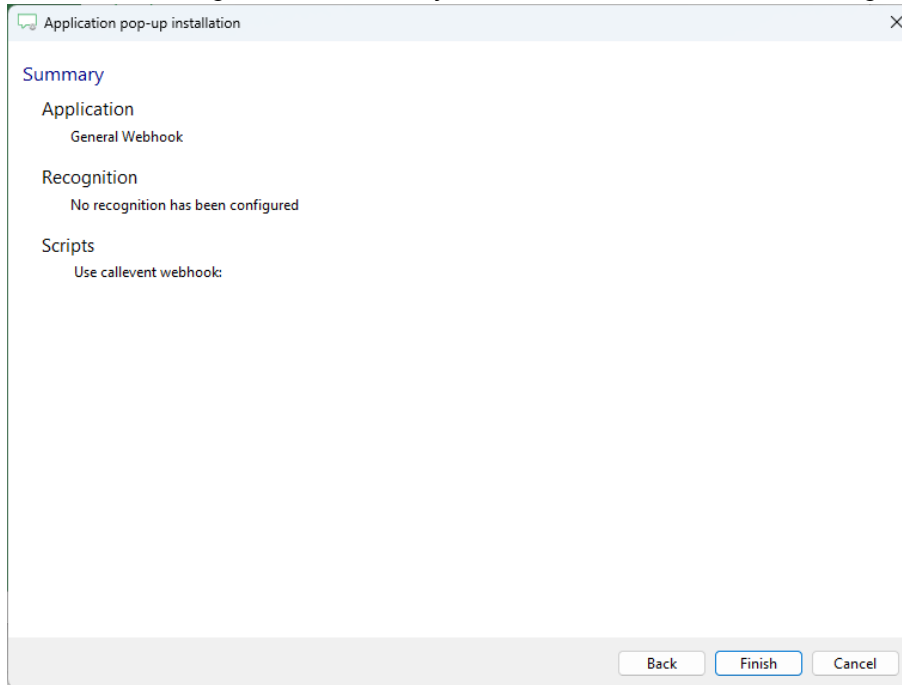 Application pop-up installation
Summary
Application
General Webhook
Recognition
No recognition has been configured
Scripts
Use callevent webhook:
Back Finish Cancel